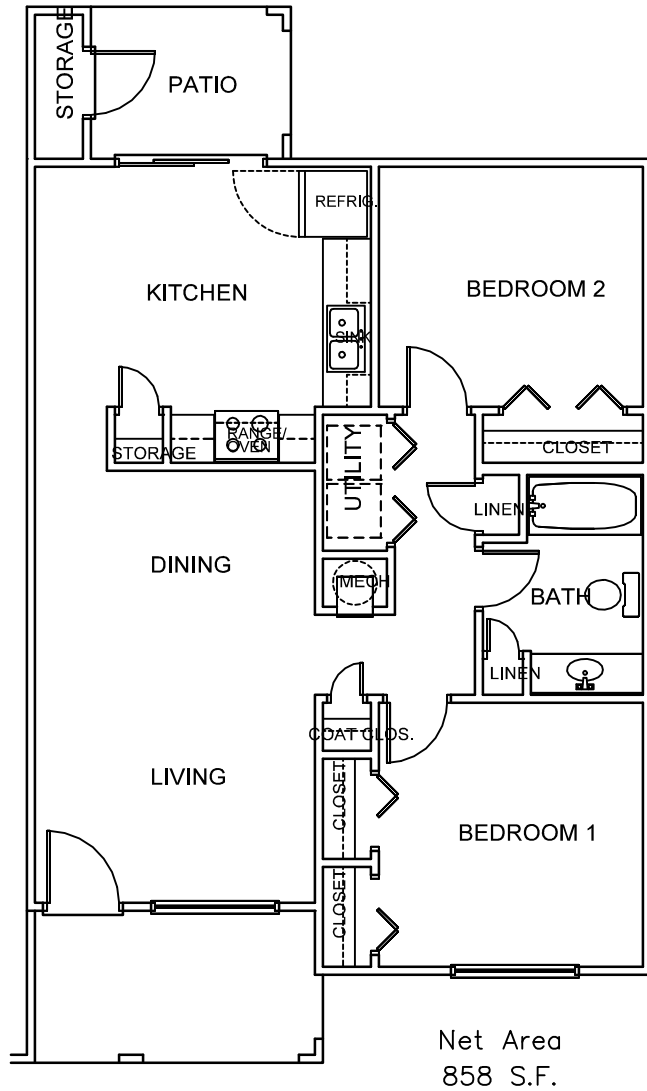 STORAGE
PATIO
REFRIG.
KITCHEN
BEDROOM 2
SINK
RANGE/
OVEN
STORAGE
UTILITY
CLOSET
LINEN
DINING
MECH
BATH
LINEN
COAT CLOS.
LIVING
CLOSET
BEDROOM 1
CLOSET
Net Area
858 S.F.